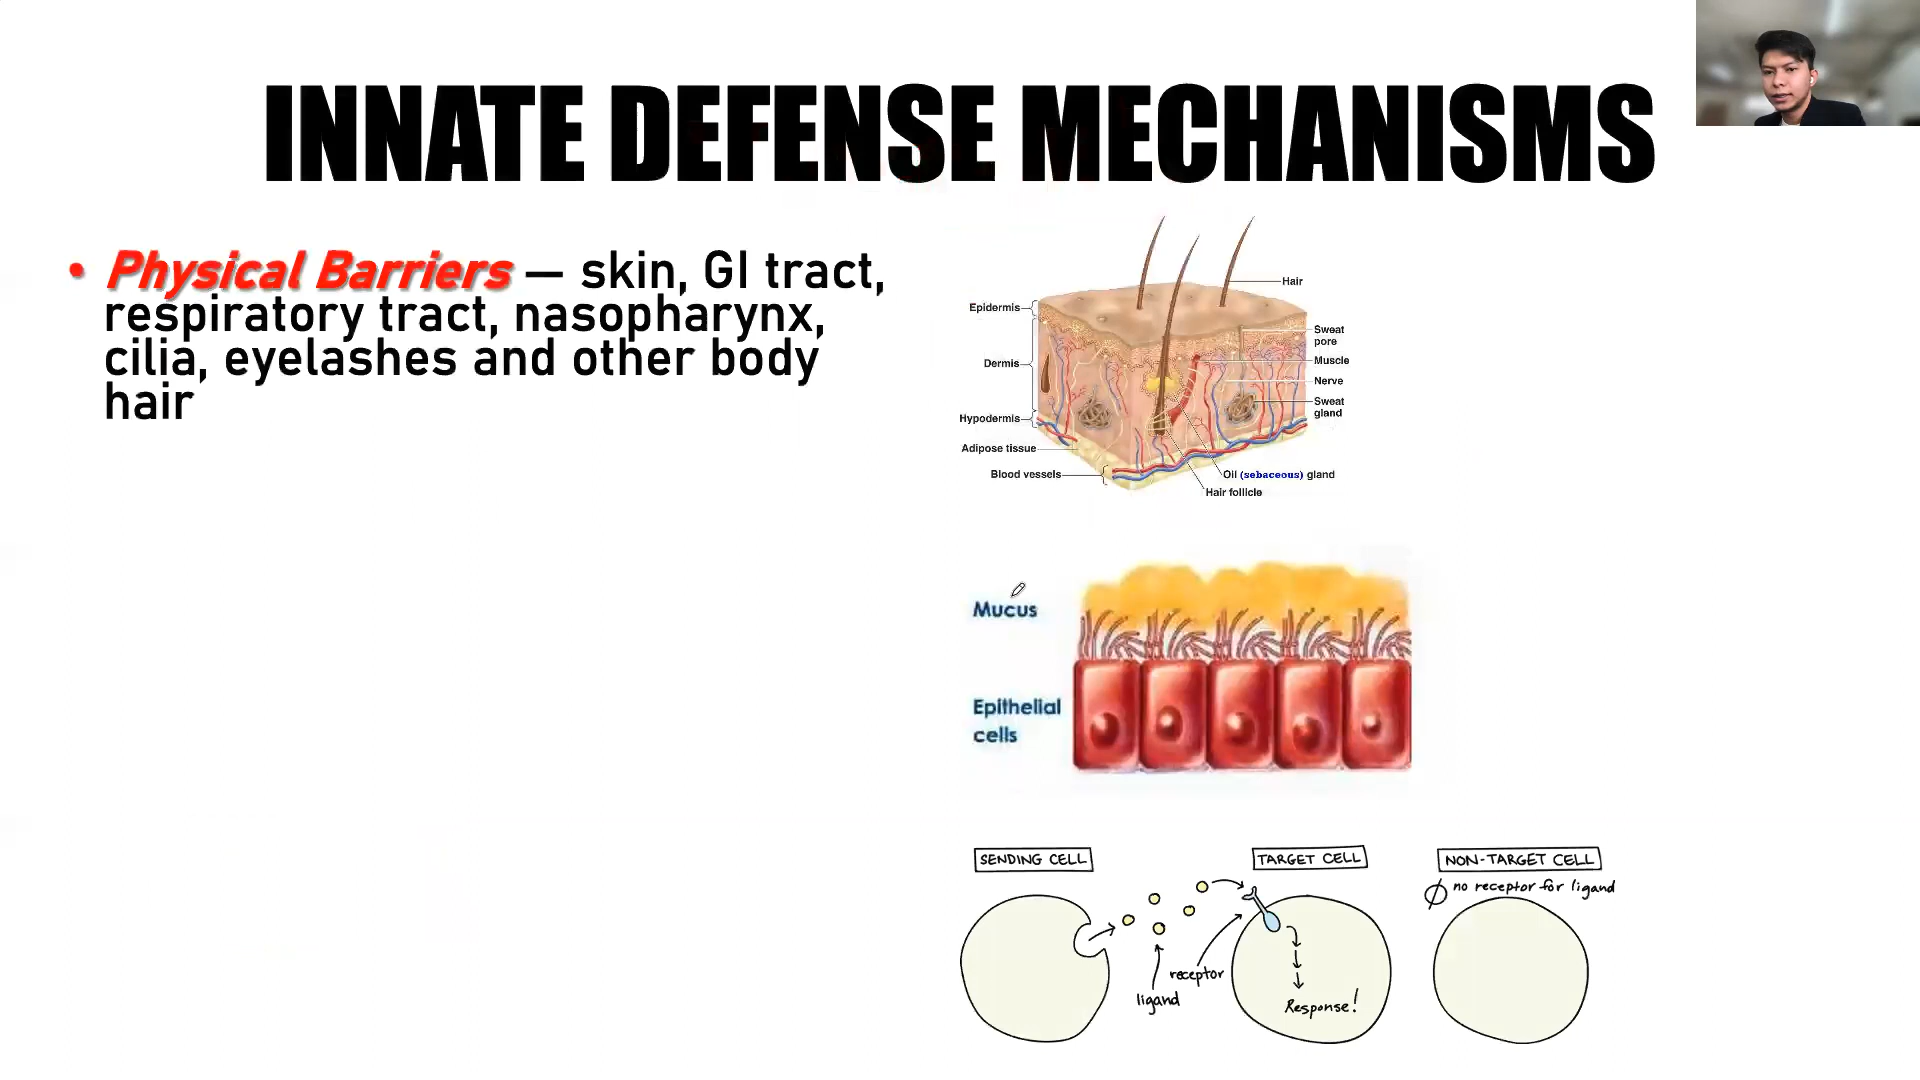 INNATE DEFENSE MECHANISMS
• Physical Barriers — skin, GI tract,
respiratory tract, nasopharynx,
cilia, eyelashes and other body
hair
Hair
Epidermis
Sweat
pore
Dermis
Muscle
Nerve
Sweat
gland
Hypodermis
Adipose tissue
Blood vessels
Oil (sebaceous) gland
Hair follicle
Mucus
Epithelial
cells
SENDING CELL
TARGET CELL
NON-TARGET CELL
no receptor for ligand
receptor
ligand
Response!